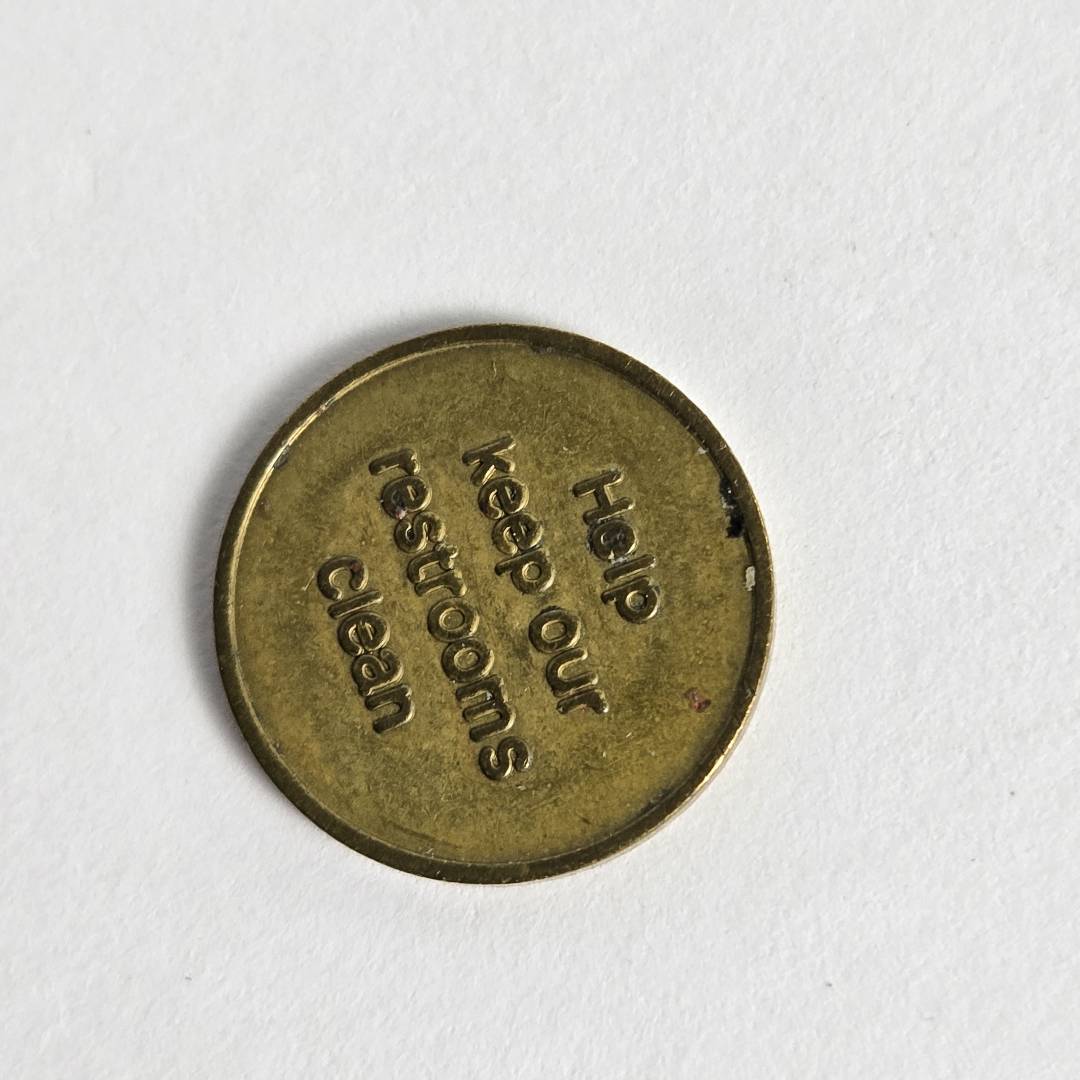 Help
keep our
restrooms
clean